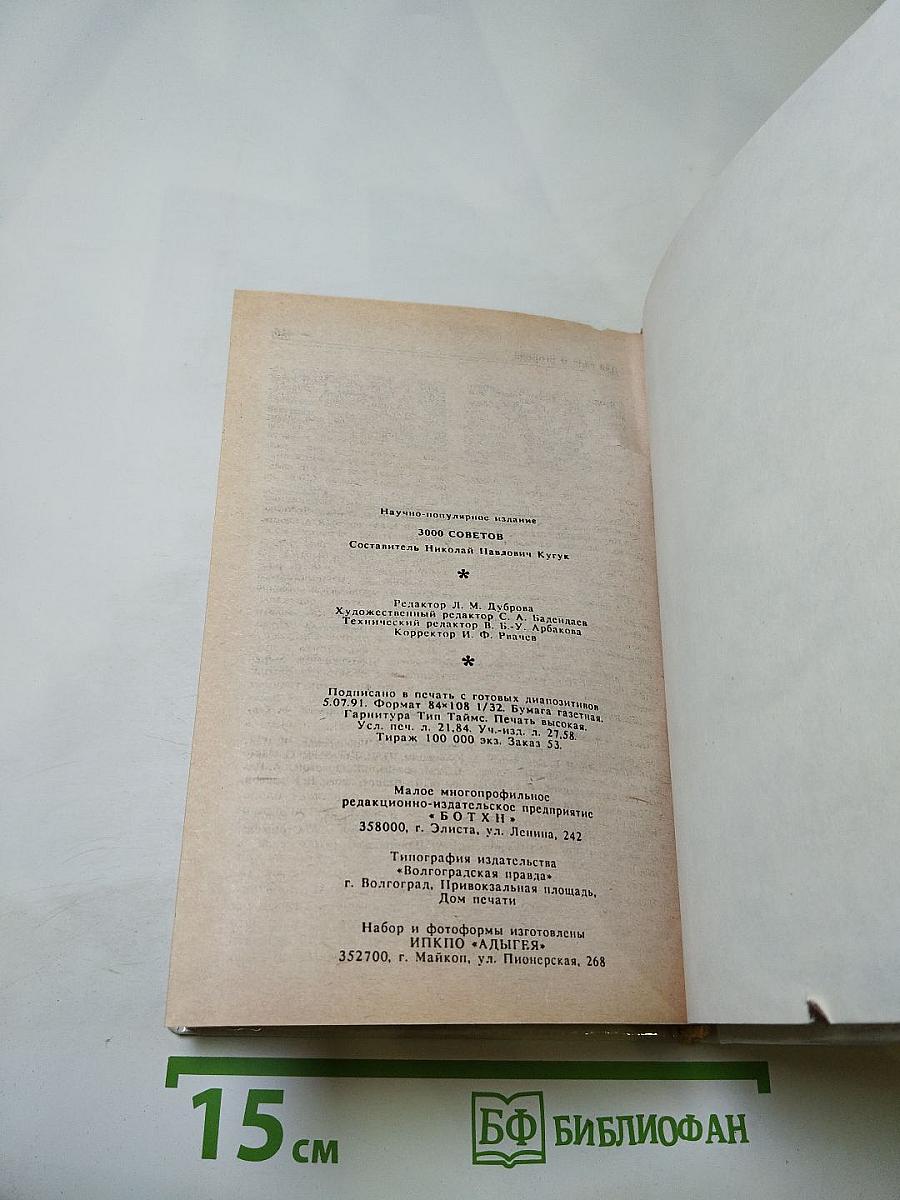 Научно-популярное издание
3000 СОВЕТОВ
Составитель Николай Павлович Кугук
*
Редактор Л. М. Дуброва
Художественный редактор С. А. Бадендаев
Технический редактор В. Б.-У. Арбакова
Корректор И. Ф. Рвачев
*
Подписано в печать с готовых диапозитивов
5.07.91. Формат 84×108 1/32. Бумага газетная.
Гарнитура Тип Таймс. Печать высокая.
Усл. печ. л. 21,84. Уч.-изд. л. 27,58.
Тираж 100 000 экз. Заказ 53.
Малое многопрофильное
редакционно-издательское предприятие
«БОТХН»
358000, г. Элиста, ул. Ленина, 242
Типография издательства
«Волгоградская правда»
г. Волгоград, Привокзальная площадь,
Дом печати
Набор и фотоформы изготовлены
ИПКПО «АДЫГЕЯ»
352700, г. Майкоп, ул. Пионерская, 268
15 см
БФ БИБЛИОФАН